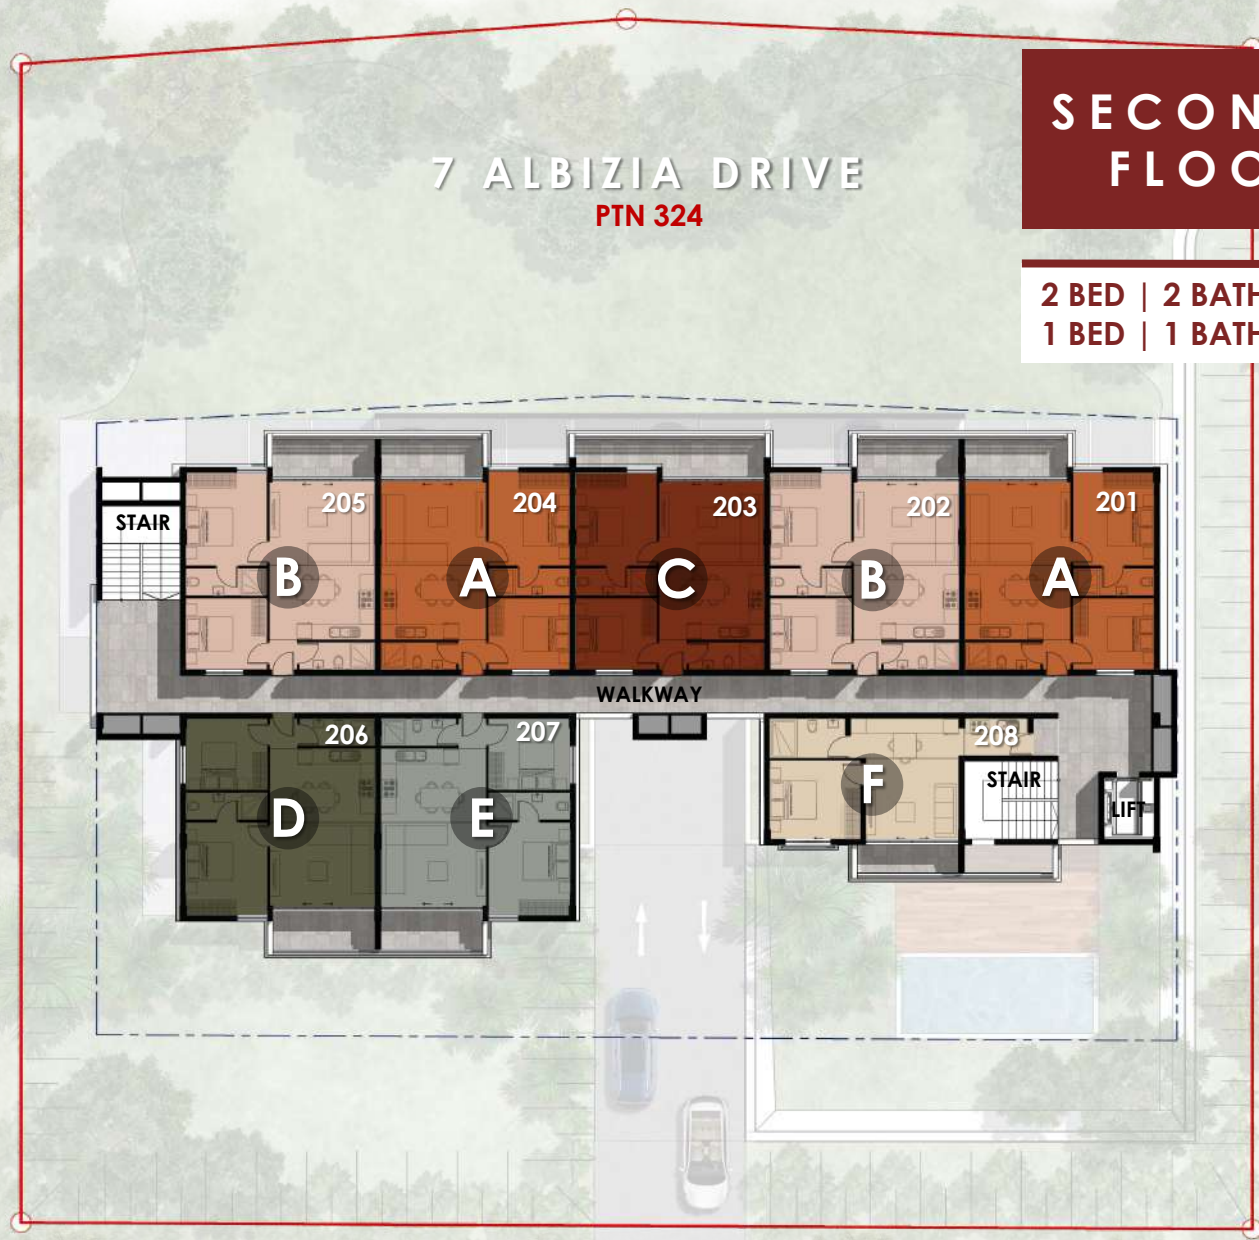 SECON
FLOO
7 ALBIZIA DRIVE
PTN 324
2 BED | 2 BATH
1 BED | 1 BATH
205
204
203
202
201
STAIR
B
A
C
B
A
WALKWAY
206
207
208
STAIR
D
E
F
LIFT